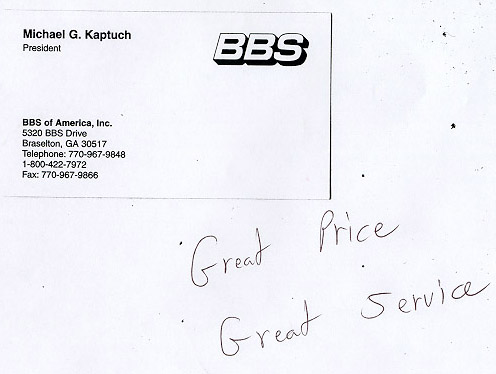 Michael G. Kaptuch
President
BBS
BBS of America, Inc.
5320 BBS Drive
Braselton, GA 30517
Telephone: 770-967-9848
1-800-422-7972
Fax: 770-967-9866
Great Price
Great Service